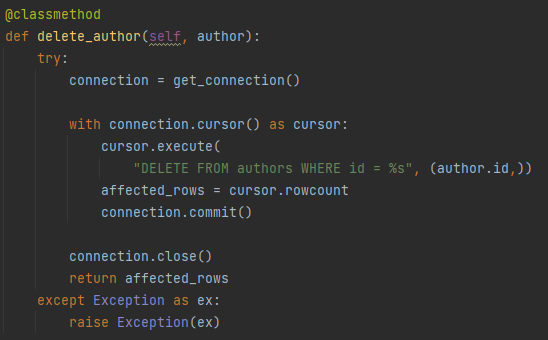 @classmethod
def delete_author(self, author):
    try:
        connection = get_connection()

        with connection.cursor() as cursor:
            cursor.execute(
                "DELETE FROM authors WHERE id = %s", (author.id,))
            affected_rows = cursor.rowcount
            connection.commit()

        connection.close()
        return affected_rows
    except Exception as ex:
        raise Exception(ex)